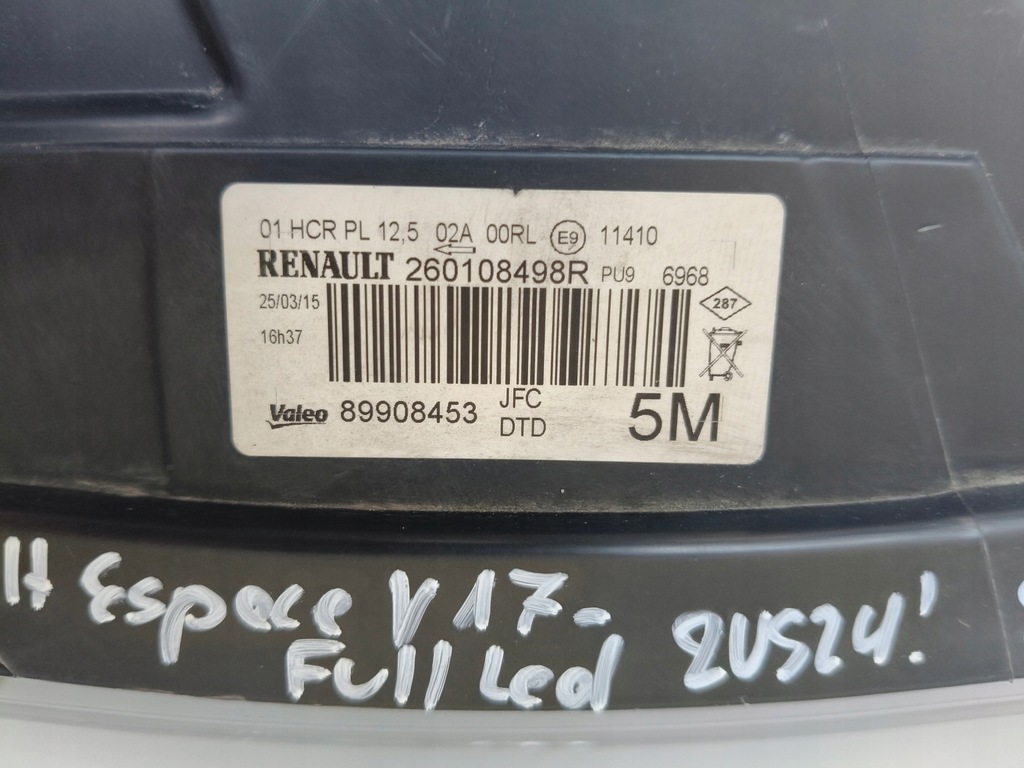 01 HCR PL 12,5 02A 00RL E9 11410
RENAULT 260108498R PU9 6968
25/03/15
287
16h37
Valeo 89908453 JFC
DTD
5M
Espace V 17-
Full Led